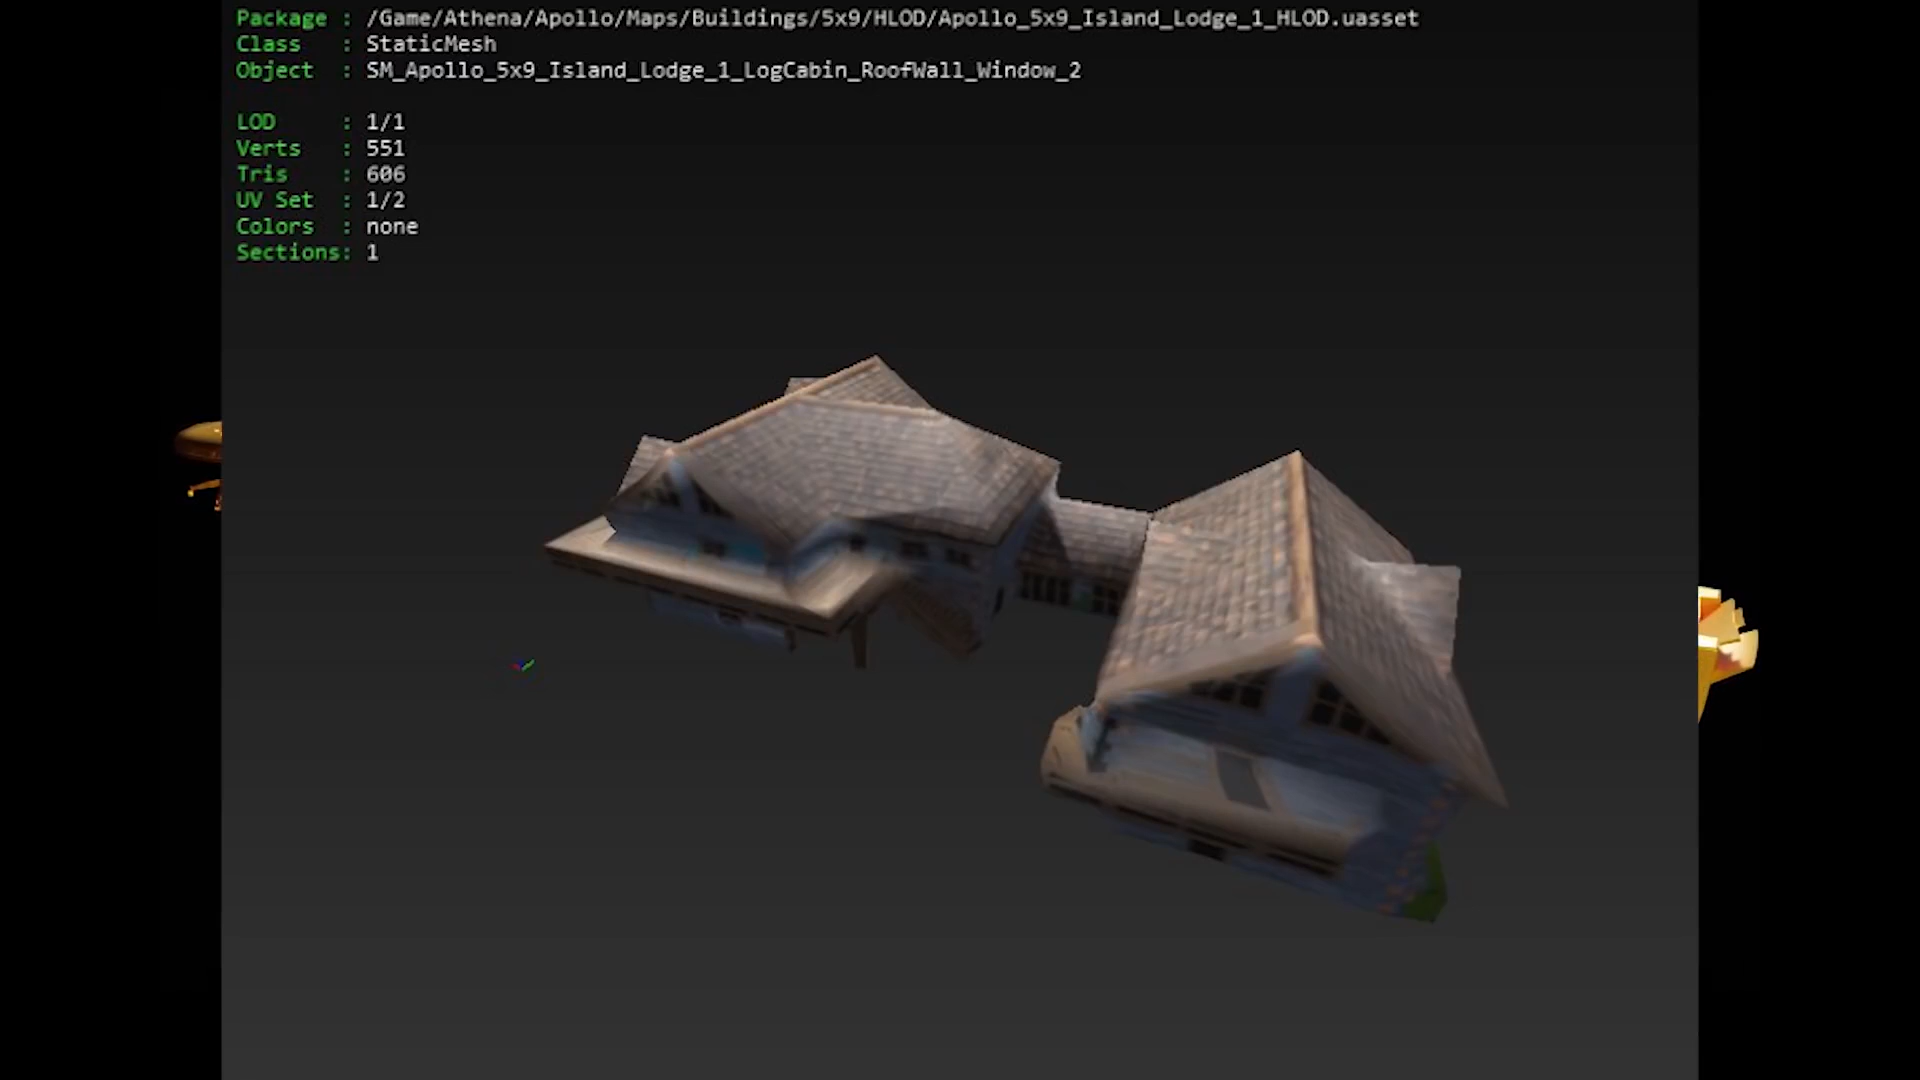 Package : /Game/Athena/Apollo/Maps/Buildings/5x9/HLOD/Apollo_5x9_Island_Lodge_1_HLOD.uasset
Class : StaticMesh
Object : SM_Apollo_5x9_Island_Lodge_1_LogCabin_RoofWall_Window_2
LOD : 1/1
Verts : 551
Tris : 606
UV Set : 1/2
Colors : none
Sections: 1